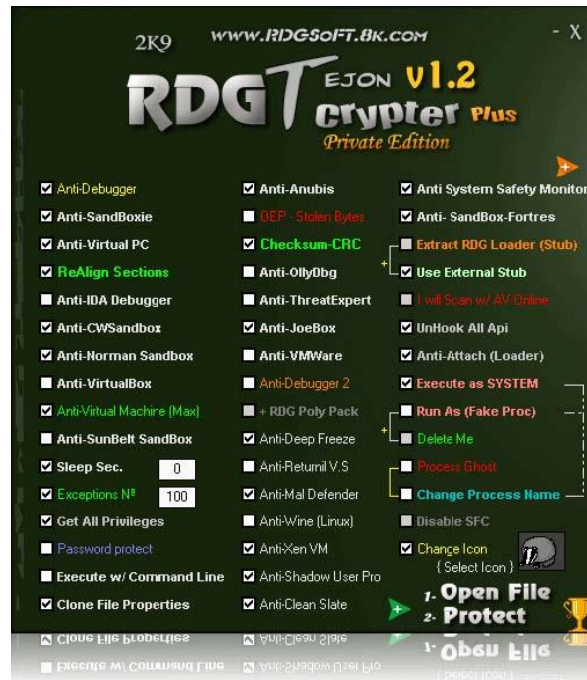 2K9
www.RDGSoFT.8k.com
- X
RDG TEJON v1.2
crypter Plus
Private Edition
Anti-Debugger
Anti-SandBoxie
Anti-Virtual PC
ReAlign Sections
Anti-IDA Debugger
Anti-CWSandbox
Anti-Norman Sandbox
Anti-VirtualBox
Anti-Virtual Machine (Max)
Anti-SunBelt SandBox
Sleep Sec. 0
Exceptions Nº 100
Get All Privileges
Password protect
Execute w/ Command Line
Clone File Properties
Anti-Anubis
OEP - Stolen Bytes
Checksum-CRC
Anti-OllyDbg
Anti-ThreatExpert
Anti-JoeBox
Anti-VMWare
Anti-Debugger 2
+ RDG Poly Pack
Anti-Deep Freeze
Anti-Returnil V.S
Anti-Mal Defender
Anti-Wine (Linux)
Anti-Xen VM
Anti-Shadow User Pro
Anti-Clean Slate
Anti System Safety Monitor
Anti- SandBox-Fortres
Extract RDG Loader (Stub)
Use External Stub
I will Scan w/ AV Online
UnHook All Api
Anti-Attach (Loader)
Execute as SYSTEM
Run As (Fake Proc)
Delete Me
Process Ghost
Change Process Name
Disable SFC
Change Icon
{ Select Icon }
1- Open File
2- Protect